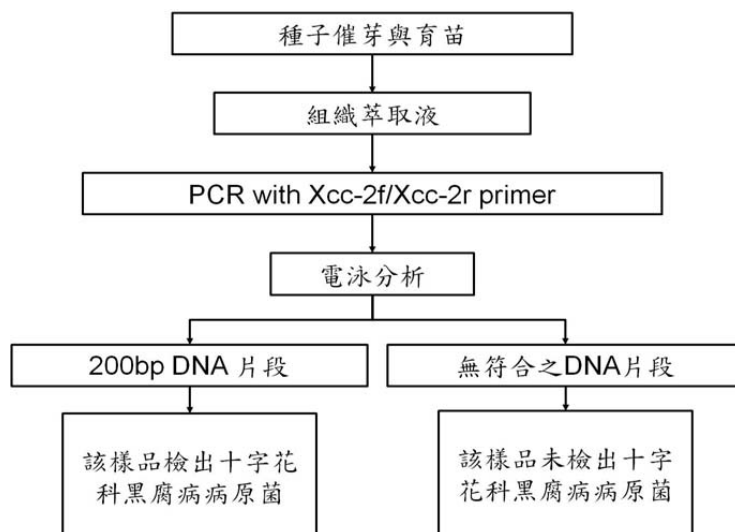 種子催芽與育苗
組織萃取液
PCR with Xcc-2f/Xcc-2r primer
電泳分析
200bp DNA 片段
無符合之DNA片段
該樣品檢出十字花
科黑腐病病原菌
該樣品未檢出十字
花科黑腐病病原菌